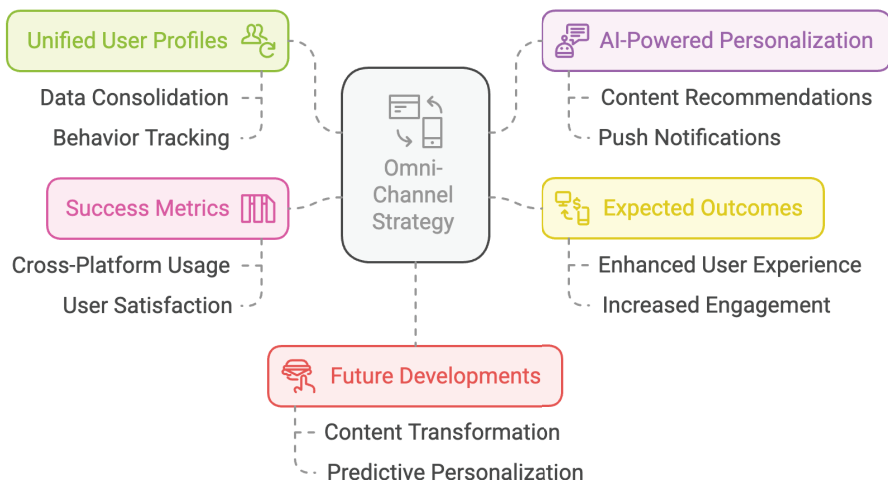 Unified User Profiles
Data Consolidation
Behavior Tracking
Success Metrics
Cross-Platform Usage
User Satisfaction
Omni-
Channel
Strategy
AI-Powered Personalization
Content Recommendations
Push Notifications
Expected Outcomes
Enhanced User Experience
Increased Engagement
Future Developments
Content Transformation
Predictive Personalization